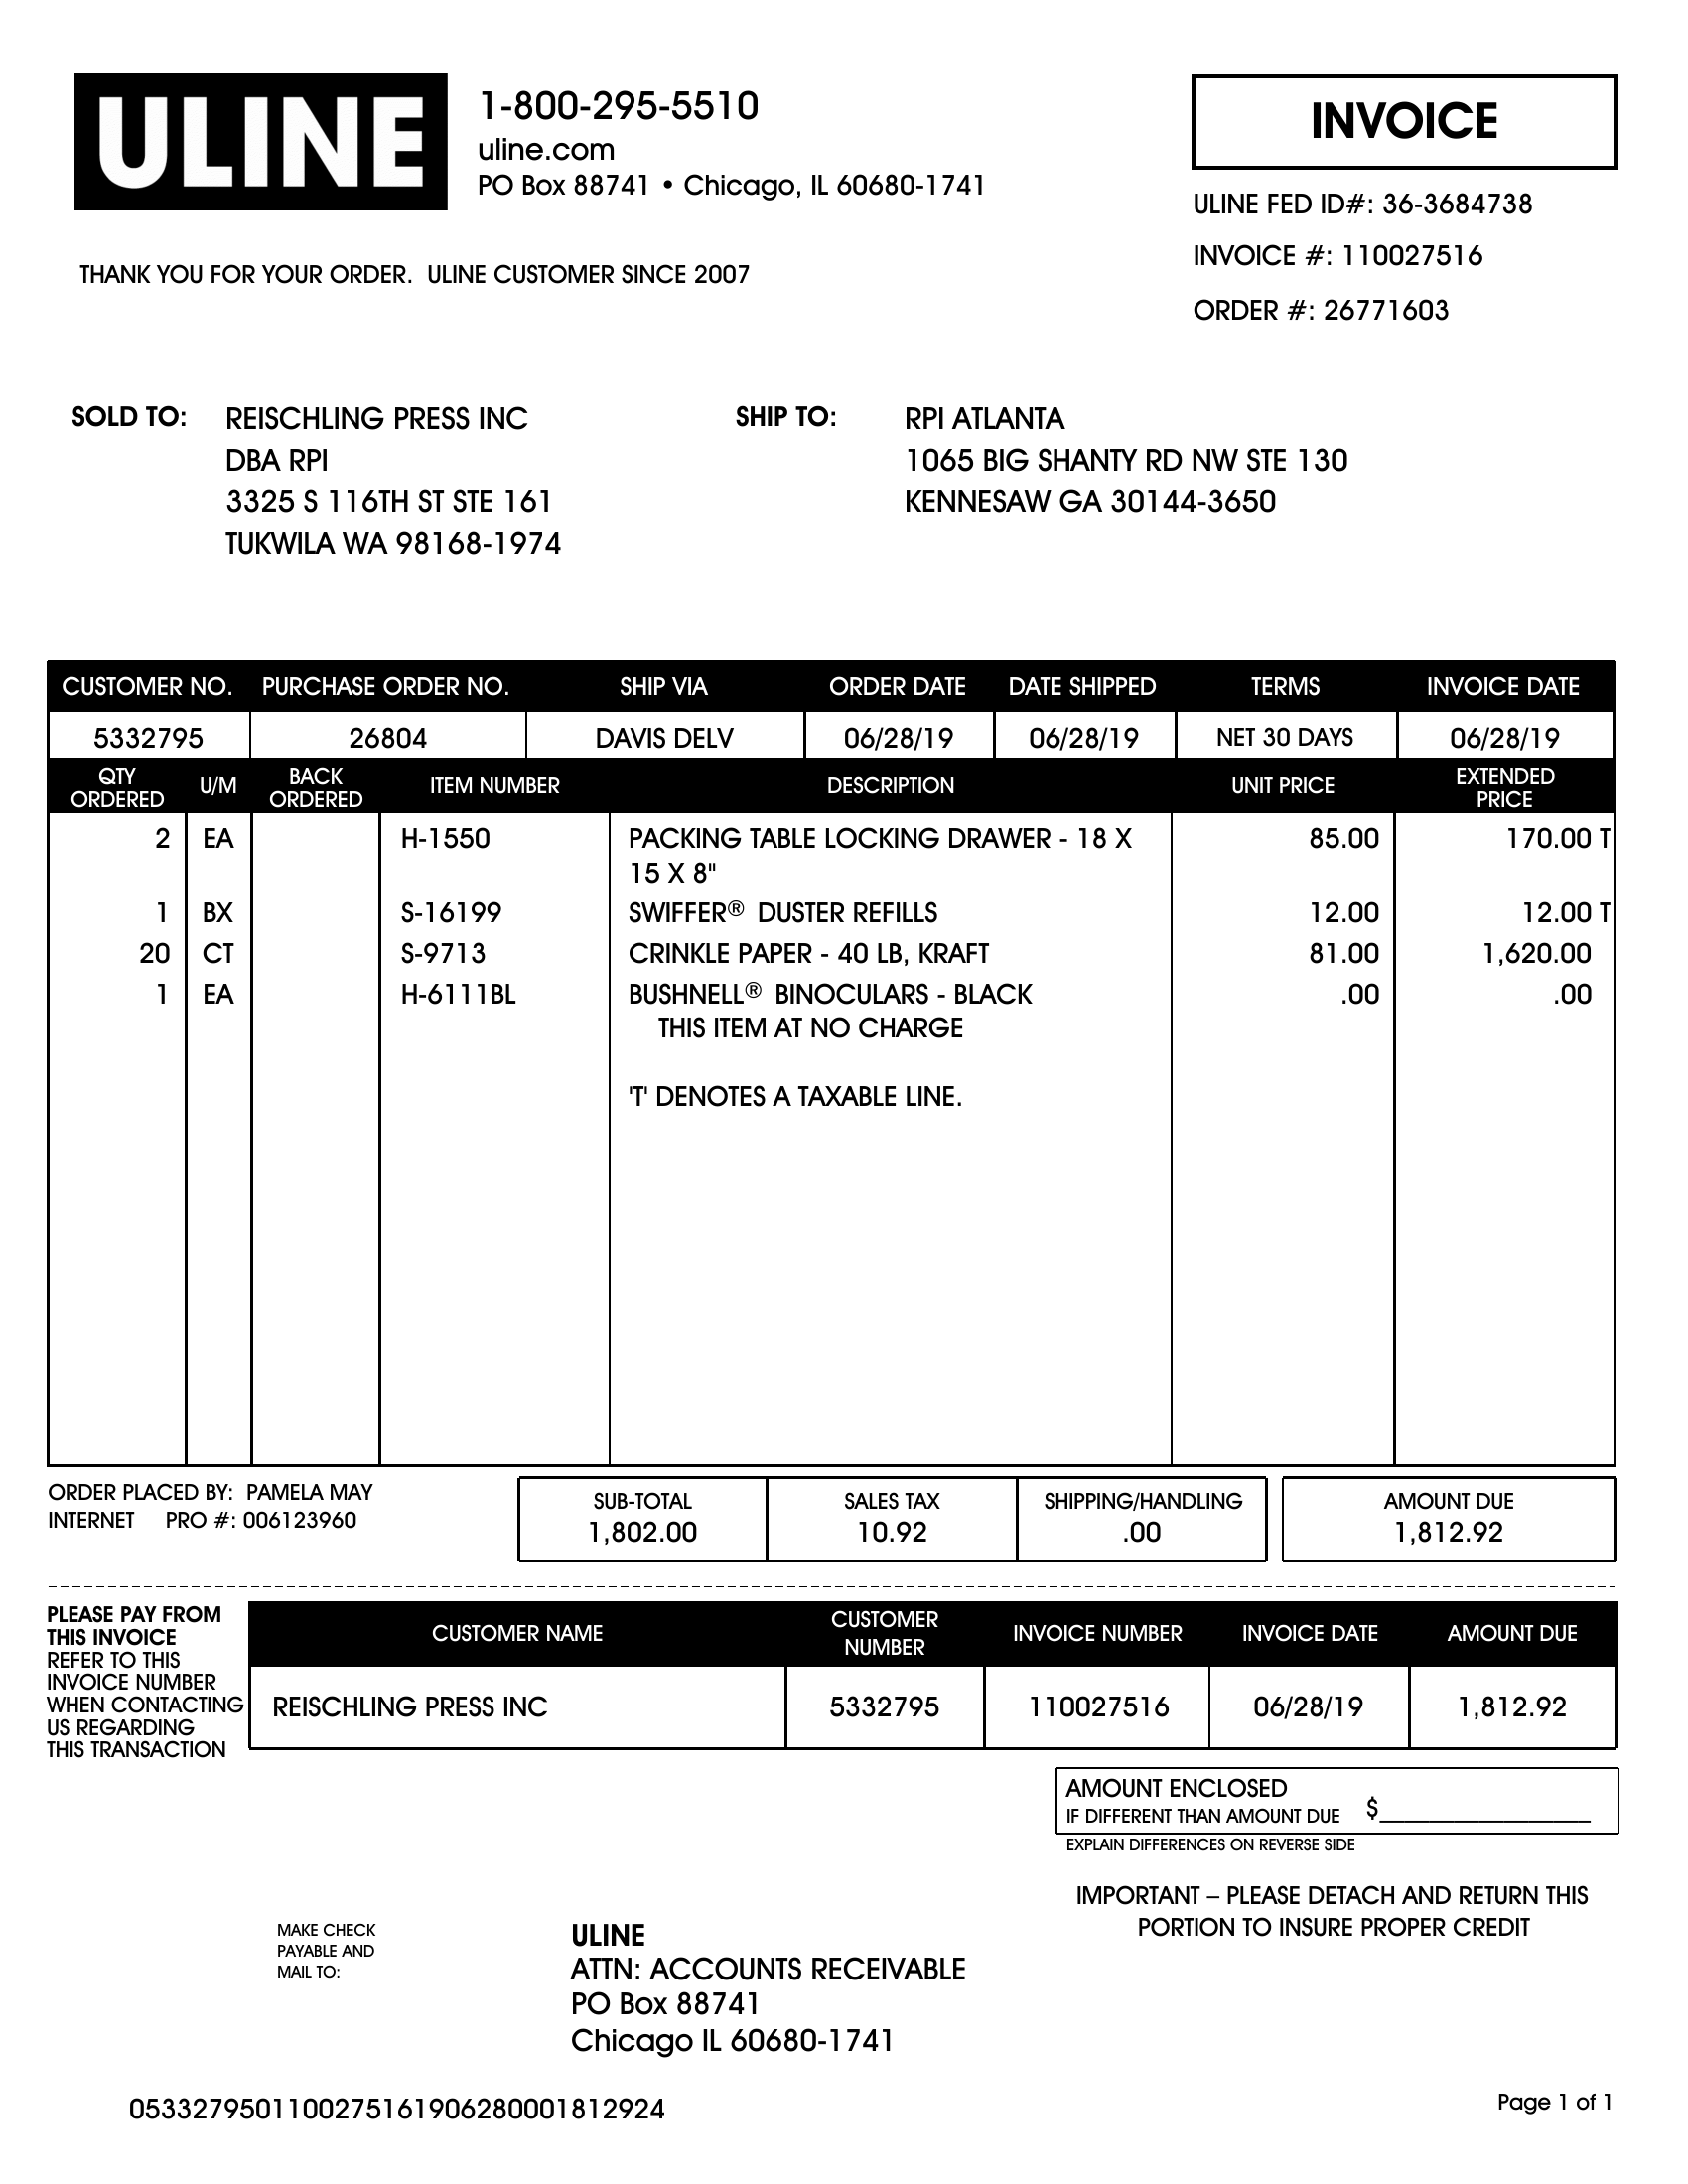 ULINE
1-800-295-5510
uline.com
PO Box 88741 • Chicago, IL 60680-1741
INVOICE
ULINE FED ID#: 36-3684738
INVOICE #: 110027516
ORDER #: 26771603
THANK YOU FOR YOUR ORDER. ULINE CUSTOMER SINCE 2007
SOLD TO:
REISCHLING PRESS INC
DBA RPI
3325 S 116TH ST STE 161
TUKWILA WA 98168-1974
SHIP TO:
RPI ATLANTA
1065 BIG SHANTY RD NW STE 130
KENNESAW GA 30144-3650
CUSTOMER NO. PURCHASE ORDER NO. SHIP VIA ORDER DATE DATE SHIPPED TERMS INVOICE DATE
5332795 26804 DAVIS DELV 06/28/19 06/28/19 NET 30 DAYS 06/28/19
QTY ORDERED U/M BACK ORDERED ITEM NUMBER DESCRIPTION UNIT PRICE EXTENDED PRICE
2 EA H-1550 PACKING TABLE LOCKING DRAWER - 18 X 85.00 170.00 T
15 X 8"
1 BX S-16199 SWIFFER® DUSTER REFILLS 12.00 12.00 T
20 CT S-9713 CRINKLE PAPER - 40 LB, KRAFT 81.00 1,620.00
1 EA H-6111BL BUSHNELL® BINOCULARS - BLACK .00 .00
THIS ITEM AT NO CHARGE
'T' DENOTES A TAXABLE LINE.
ORDER PLACED BY: PAMELA MAY
INTERNET PRO #: 006123960
SUB-TOTAL SALES TAX SHIPPING/HANDLING AMOUNT DUE
1,802.00 10.92 .00 1,812.92
PLEASE PAY FROM
THIS INVOICE
REFER TO THIS
INVOICE NUMBER
WHEN CONTACTING
US REGARDING
THIS TRANSACTION
CUSTOMER NAME CUSTOMER NUMBER INVOICE NUMBER INVOICE DATE AMOUNT DUE
REISCHLING PRESS INC 5332795 110027516 06/28/19 1,812.92
AMOUNT ENCLOSED
IF DIFFERENT THAN AMOUNT DUE $
EXPLAIN DIFFERENCES ON REVERSE SIDE
IMPORTANT – PLEASE DETACH AND RETURN THIS
PORTION TO INSURE PROPER CREDIT
MAKE CHECK
PAYABLE AND
MAIL TO:
ULINE
ATTN: ACCOUNTS RECEIVABLE
PO Box 88741
Chicago IL 60680-1741
053327950110027516190628000​1812924
Page 1 of 1